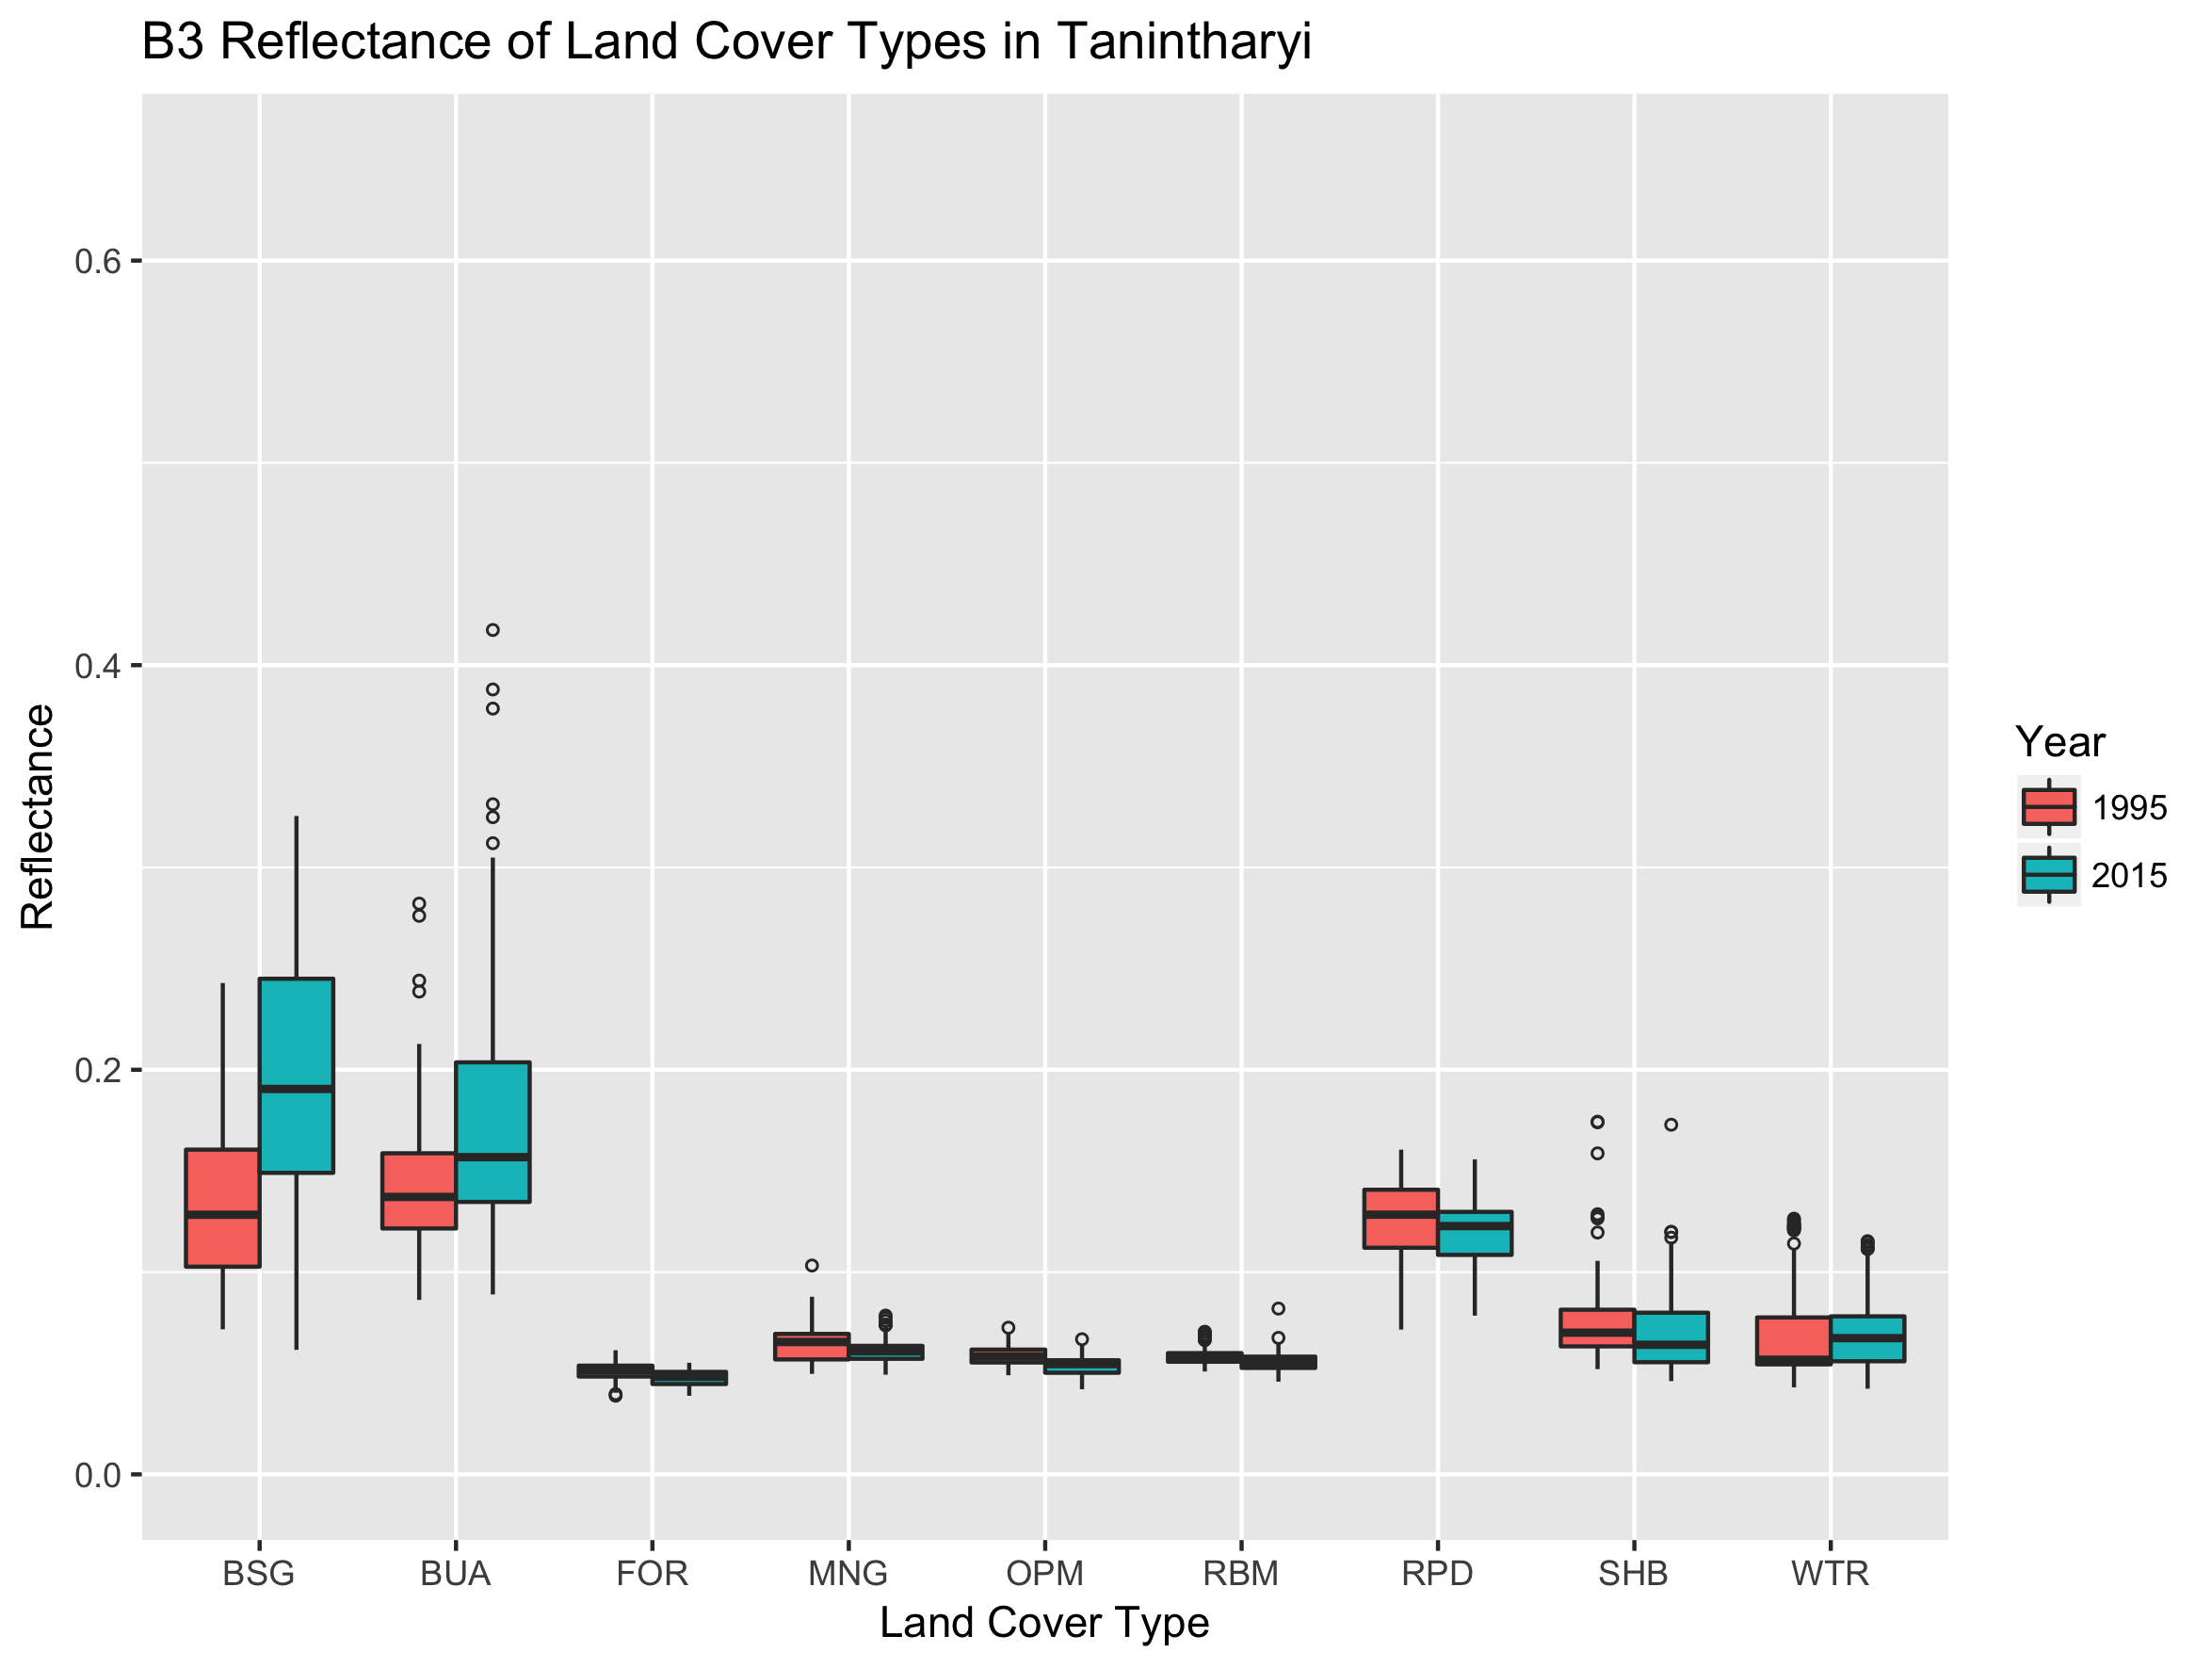 B3 Reflectance of Land Cover Types in Tanintharyi
Reflectance
0.6
0.4
0.2
0.0
BSG BUA FOR MNG OPM RBM RPD SHB WTR
Land Cover Type
Year
1995
2015